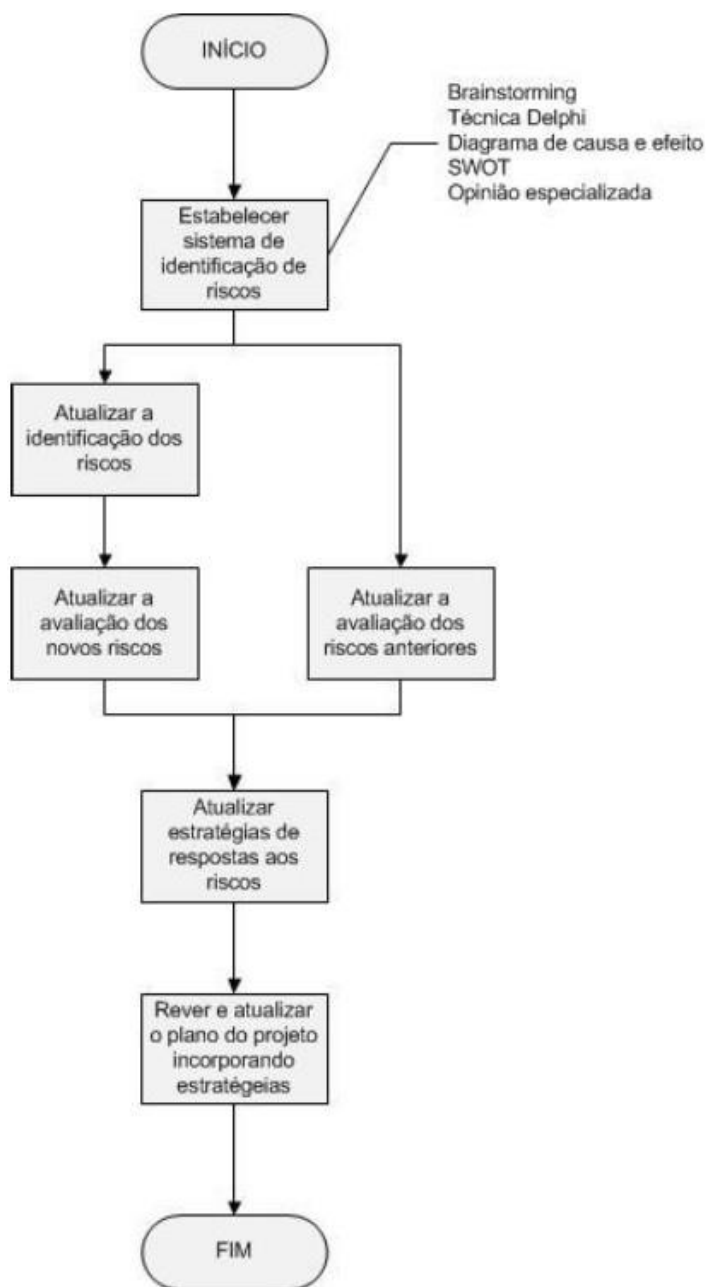 INÍCIO
Brainstorming
Técnica Delphi
Diagrama de causa e efeito
SWOT
Opinião especializada
Estabelecer
sistema de
identificação de
riscos
Atualizar a
identificação dos
riscos
Atualizar a
avaliação dos
novos riscos
Atualizar a
avaliação dos
riscos anteriores
Atualizar
estratégias de
respostas aos
riscos
Rever e atualizar
o plano do projeto
incorporando
estratégeias
FIM